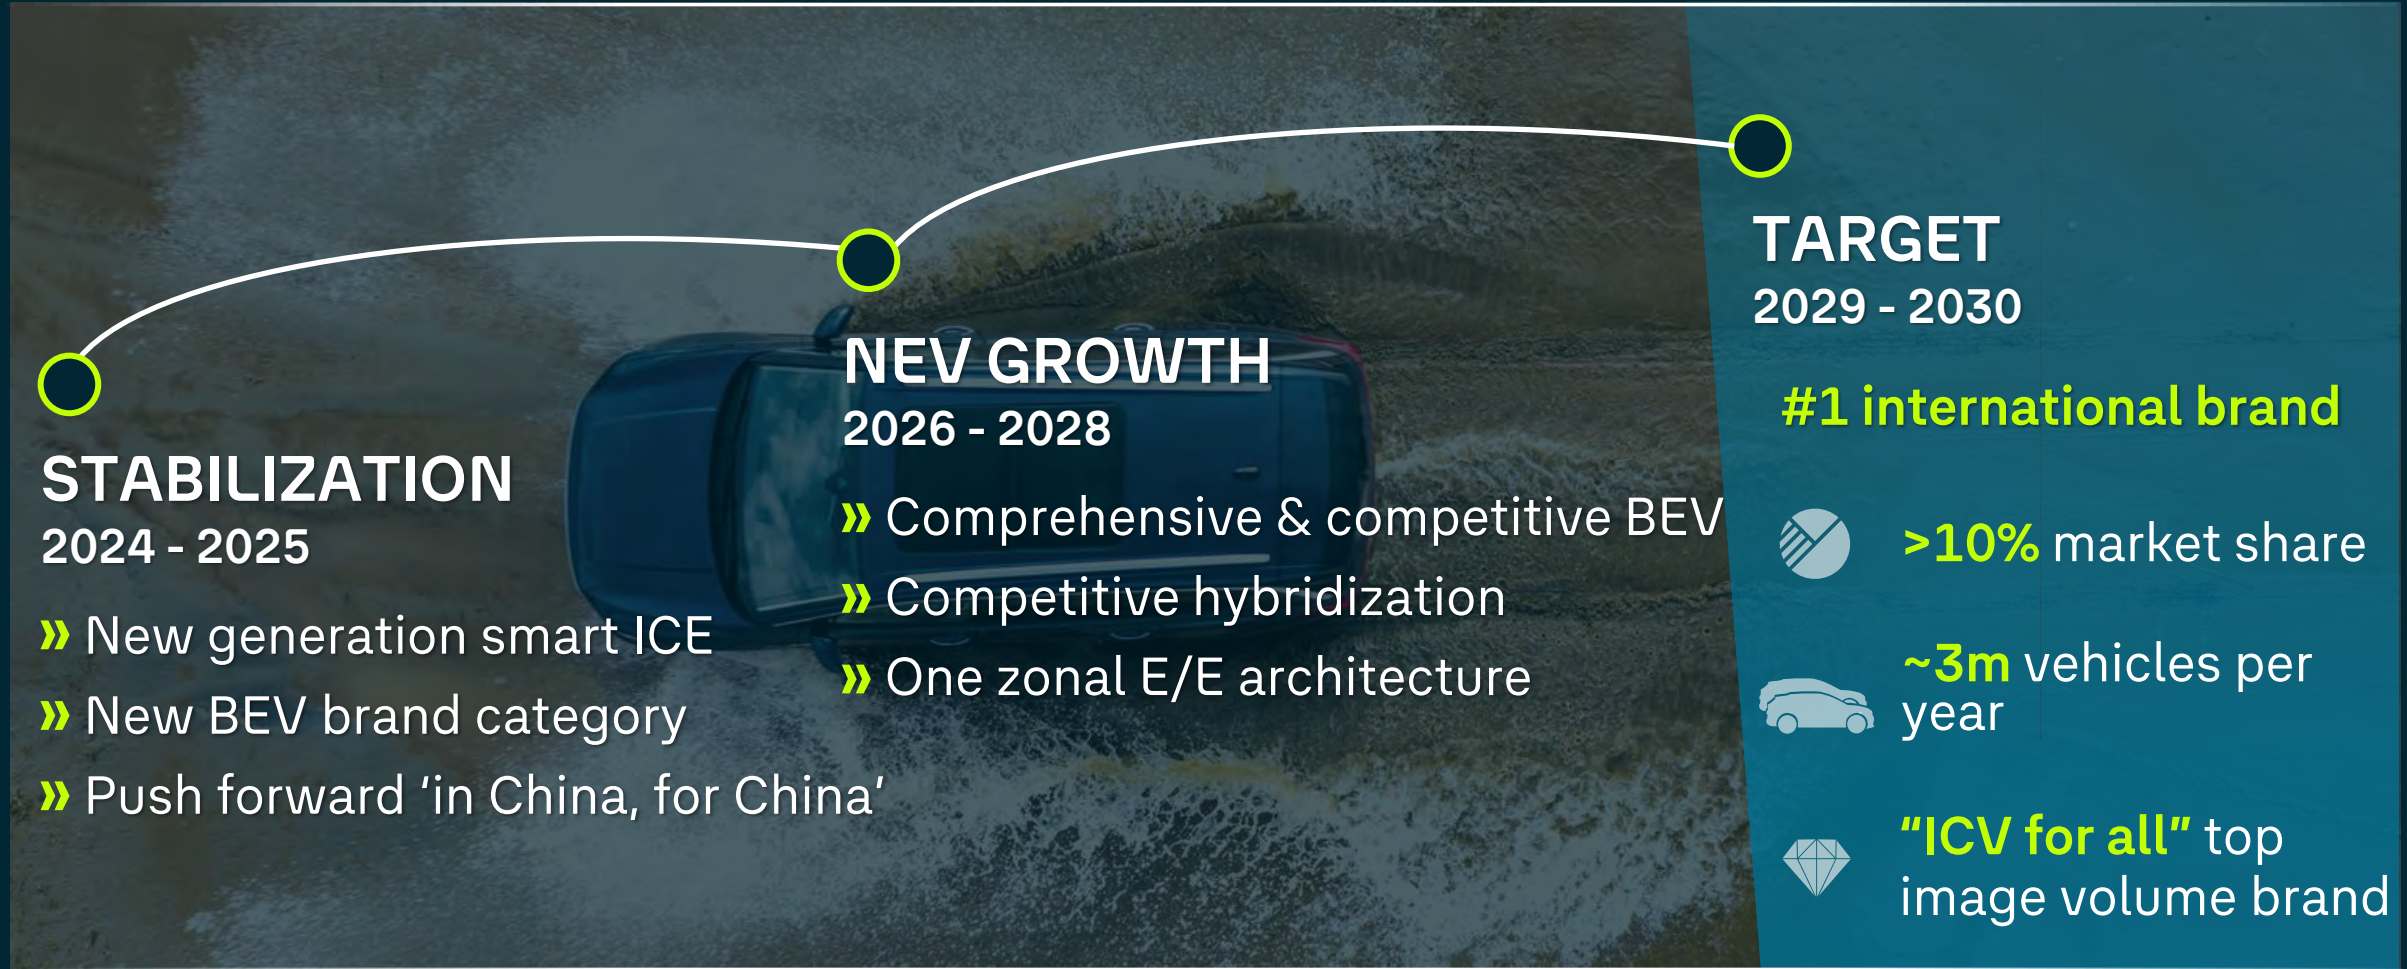 STABILIZATION
2024 - 2025
» New generation smart ICE
» New BEV brand category
» Push forward ‘in China, for China’
NEV GROWTH
2026 - 2028
» Comprehensive & competitive BEV
» Competitive hybridization
» One zonal E/E architecture
TARGET
2029 - 2030
#1 international brand
>10% market share
~3m vehicles per
year
“ICV for all” top
image volume brand